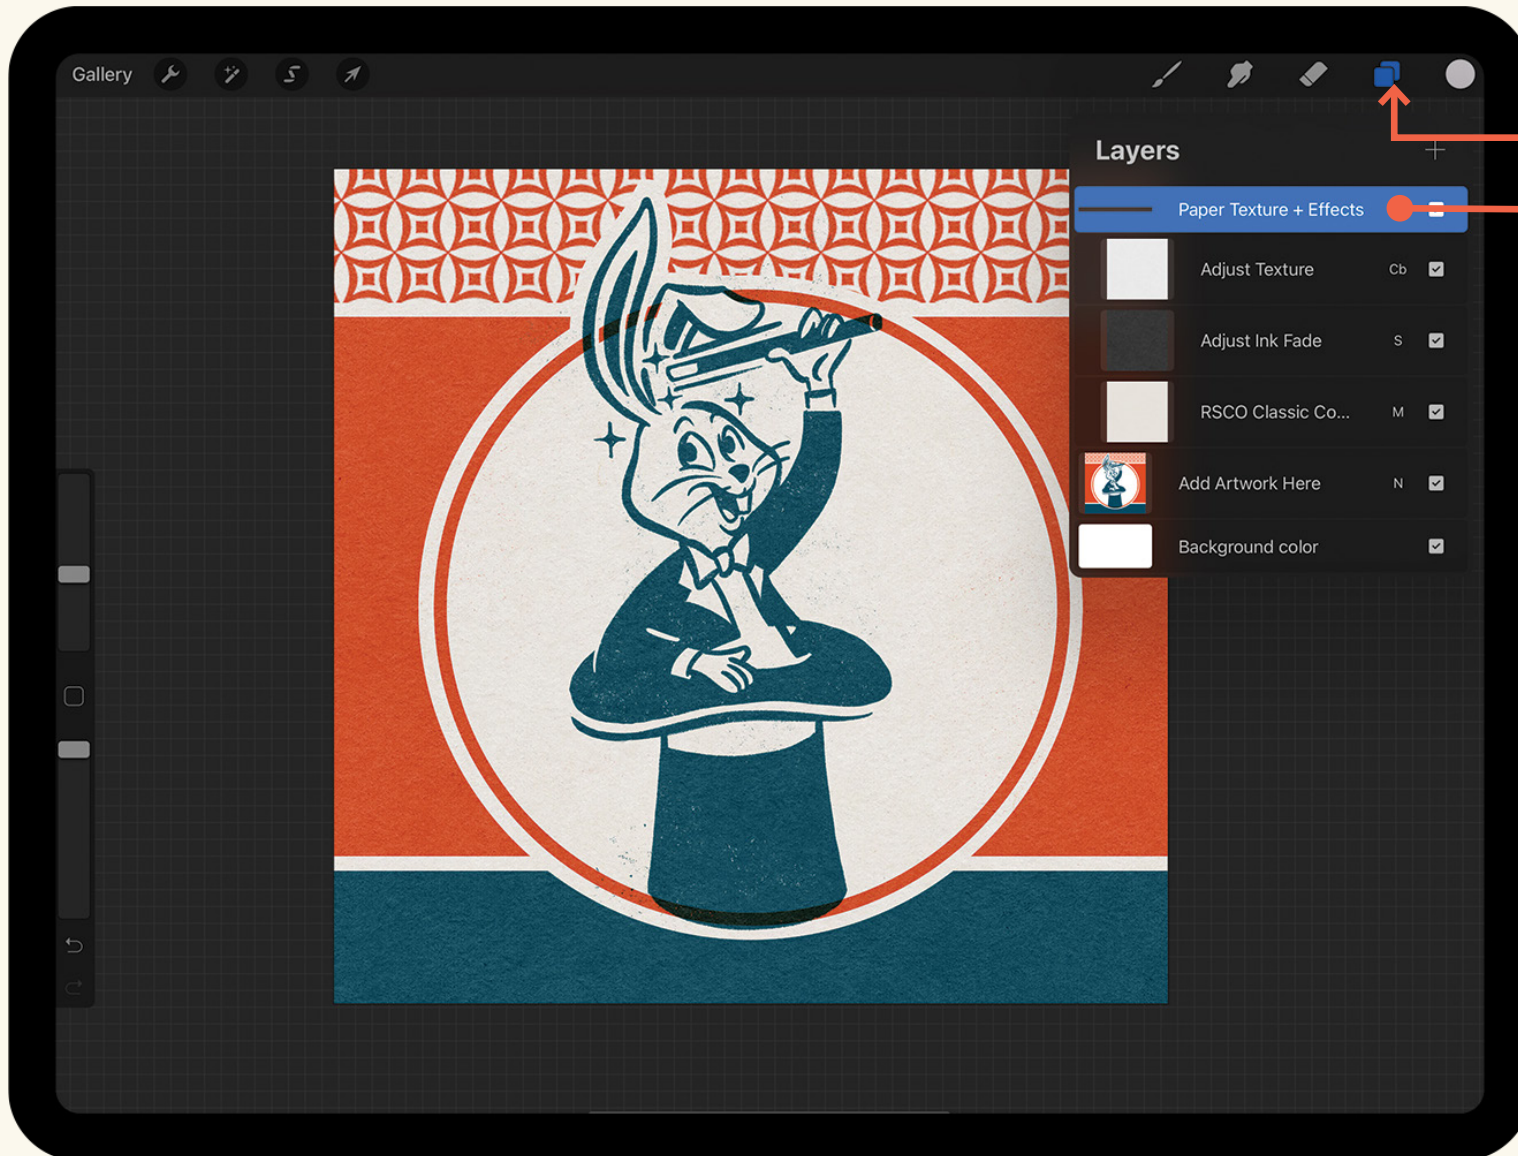 Gallery
Layers
Paper Texture + Effects
Adjust Texture Cb
Adjust Ink Fade S
RSCO Classic Co... M
Add Artwork Here N
Background color